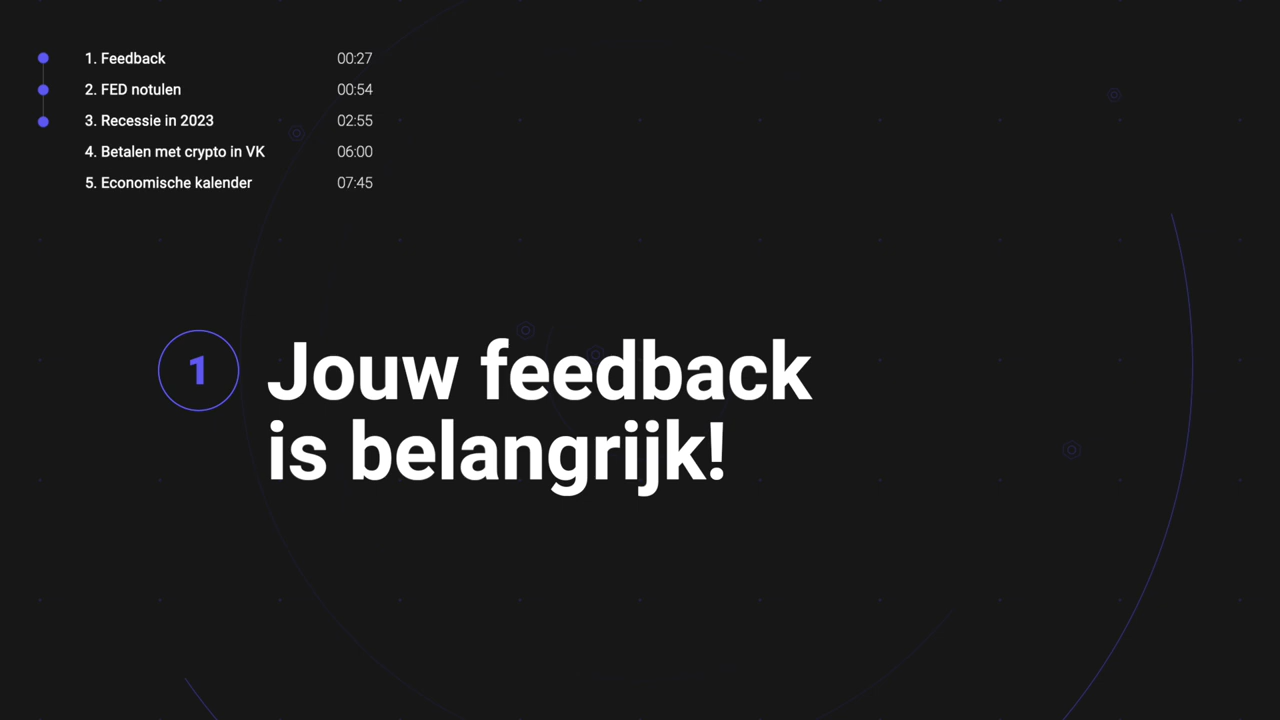 1. Feedback 00:27
2. FED notulen 00:54
3. Recessie in 2023 02:55
4. Betalen met crypto in VK 06:00
5. Economische kalender 07:45
1 Jouw feedback
is belangrijk!